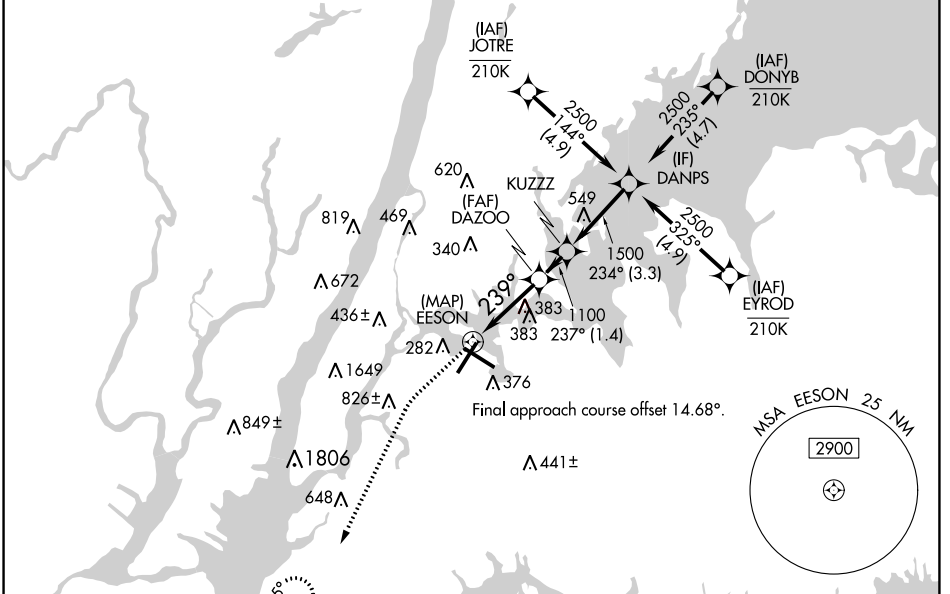 (IAF)
JOTRE
210K
(IAF)
DONYB
210K
2500
144°
(4.9)
2500
235°
(4.7)
(IF)
DANPS
620
KUZZZ
(FAF)
DAZOO
549
819
469
340
2500
325°
(4.9)
1500
234° (3.3)
672
239°
(IAF)
EYROD
210K
(MAP)
EESON
436±
383
383
1100
237° (1.4)
282
1649
376
826±
Final approach course offset 14.68°.
849±
1806
441±
648
MSA EESON 25 NM
2900